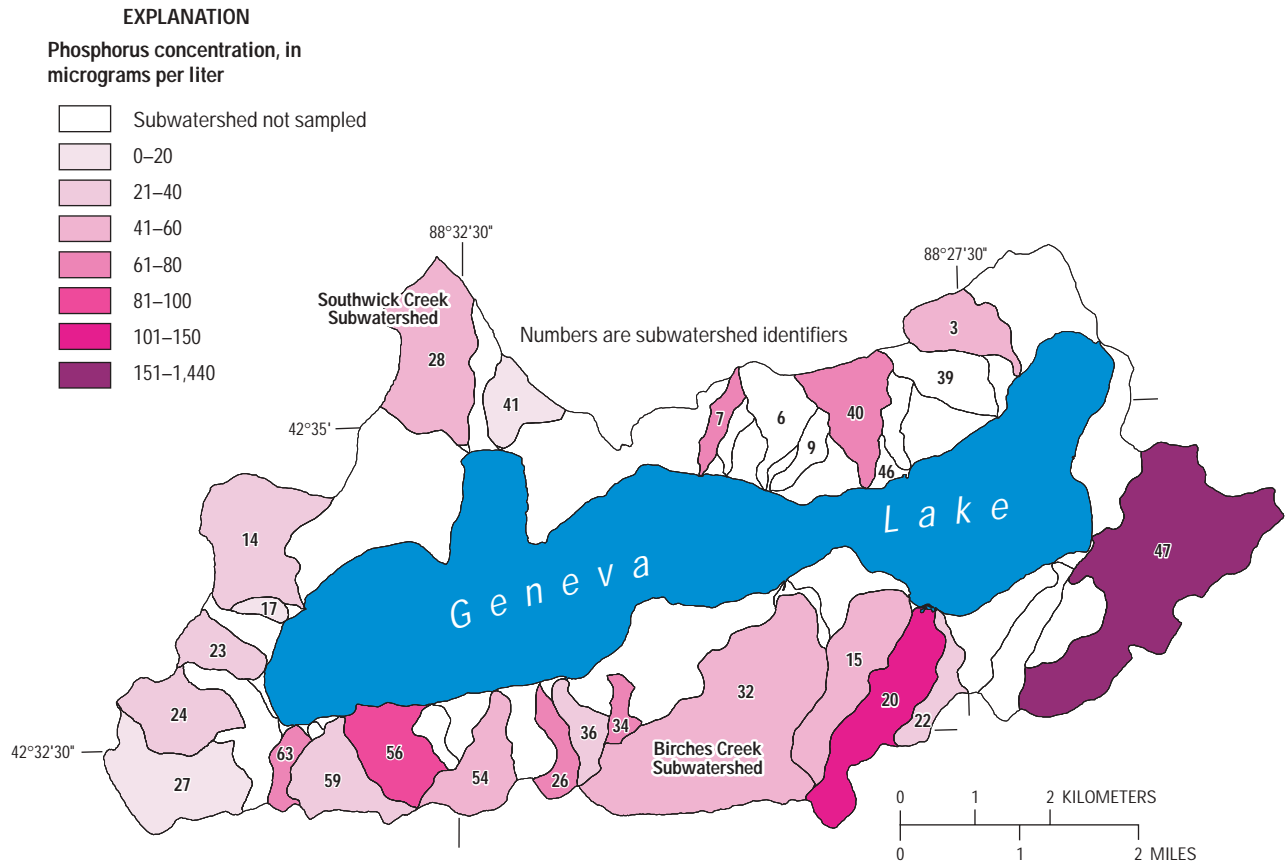 EXPLANATION
Phosphorus concentration, in
micrograms per liter
Subwatershed not sampled
0–20
21–40
41–60
61–80
81–100
101–150
151–1,440
88°32'30"
88°27'30"
Southwick Creek
Subwatershed
Numbers are subwatershed identifiers
3
28
39
41
7
6
40
42°35'
9
46
Lake
14
47
Geneva
17
23
15
32
24
20
34
22
36
42°32'30"
63
56
Birches Creek
Subwatershed
27
59
54
26
0 1 2 KILOMETERS
0 1 2 MILES